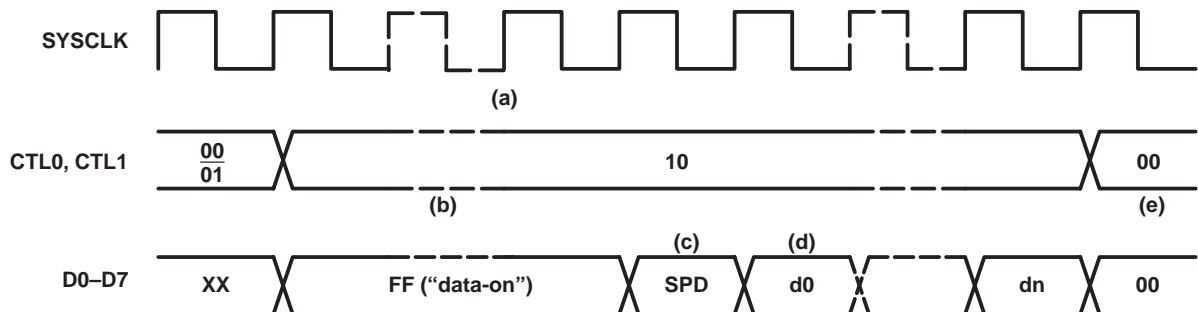 SYSCLK
(a)
CTL0, CTL1
00
01
10
00
(b)
(e)
(c)
(d)
D0–D7
XX
FF (“data-on”)
SPD
d0
dn
00